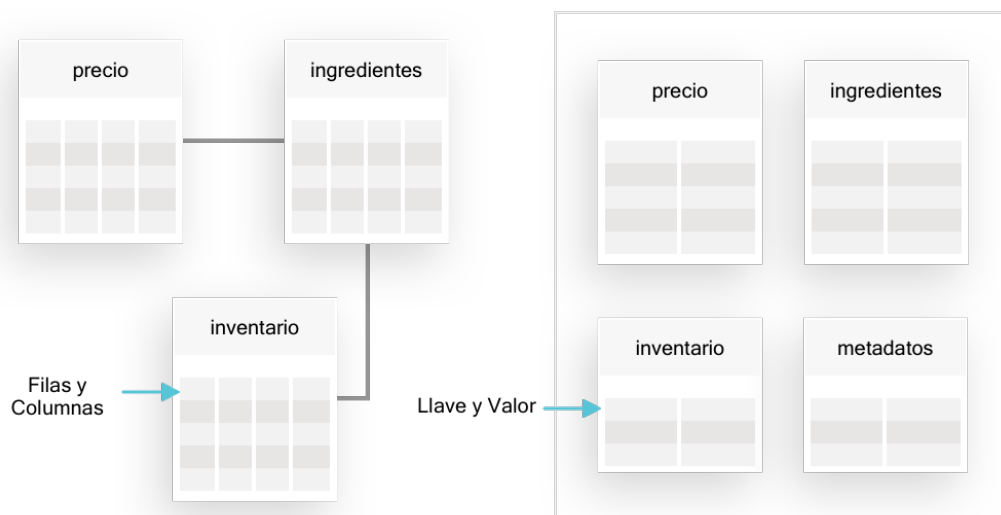 precio
ingredientes
inventario
Filas y
Columnas
precio
ingredientes
inventario
metadatos
Llave y Valor